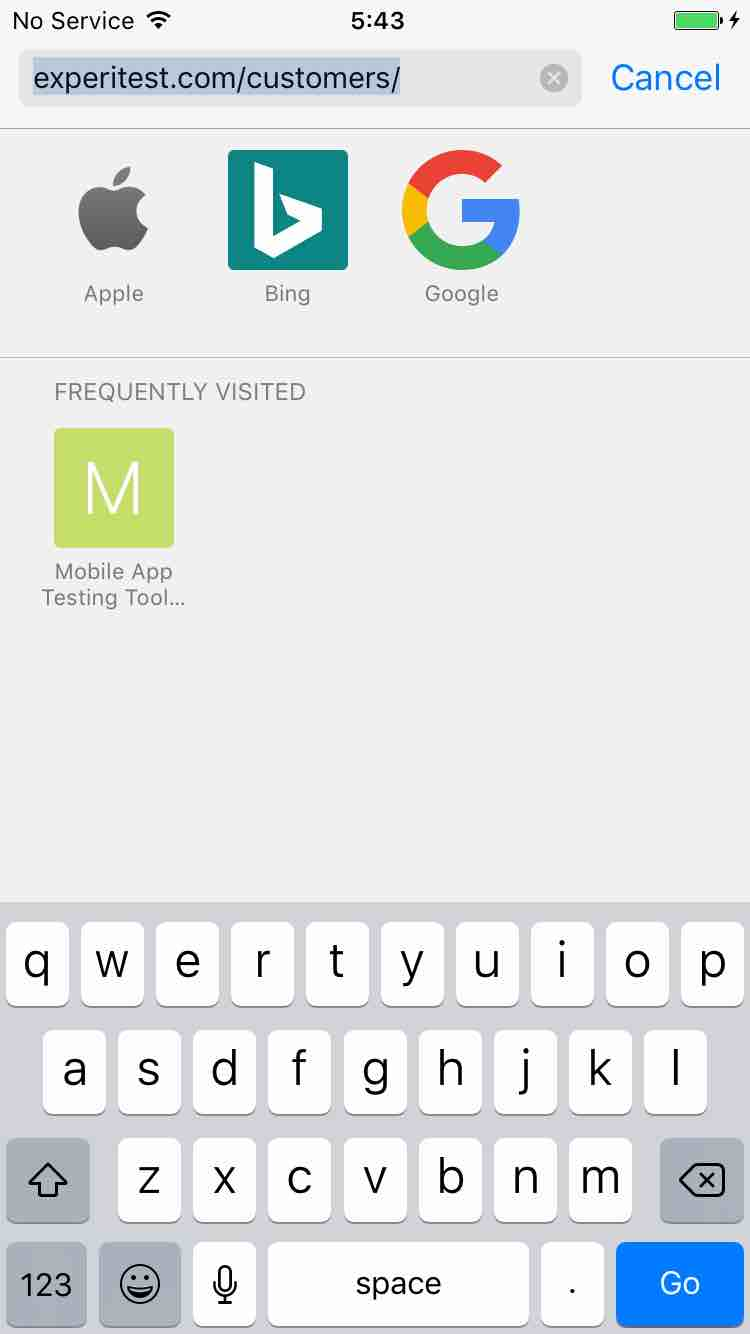 No Service 5:43
experitest.com/customers/ Cancel
Apple Bing Google
FREQUENTLY VISITED
M
Mobile App
Testing Tool...
q w e r t y u i o p
a s d f g h j k l
z x c v b n m
123 space . Go